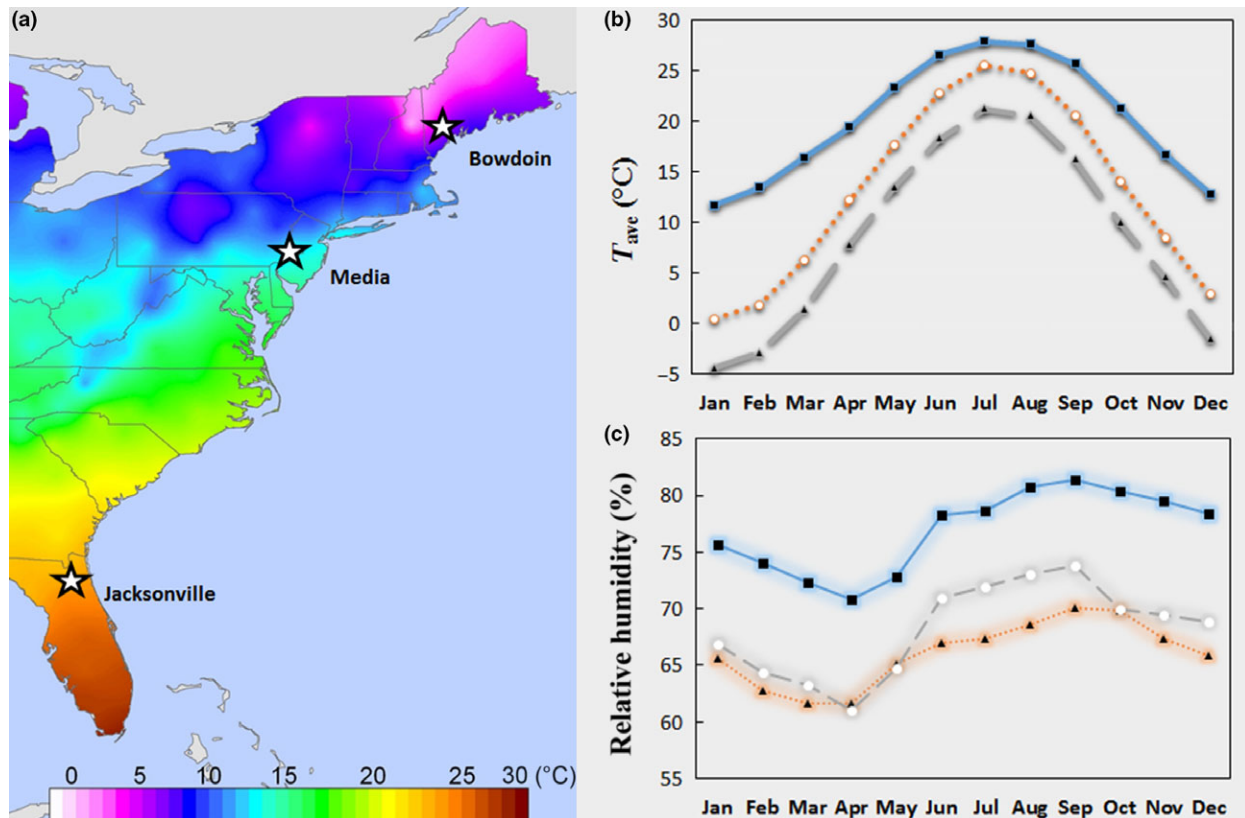 (a)
Bowdoin
Media
Jacksonville
0 5 10 15 20 25 30 (°C)
(b)
30
25
20
15
10
5
0
–5
T ave (°C)
Jan Feb Mar Apr May Jun Jul Aug Sep Oct Nov Dec
(c)
85
80
75
70
65
60
55
Relative humidity (%)
Jan Feb Mar Apr May Jun Jul Aug Sep Oct Nov Dec